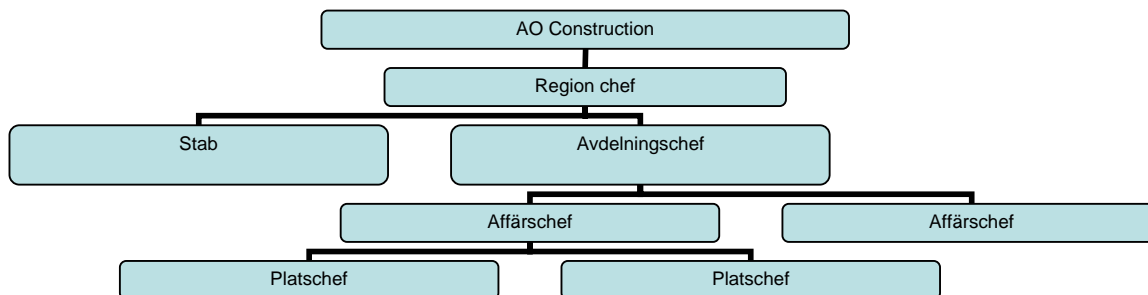 AO Construction
Region chef
Stab
Avdelningschef
Affärschef
Affärschef
Platschef
Platschef